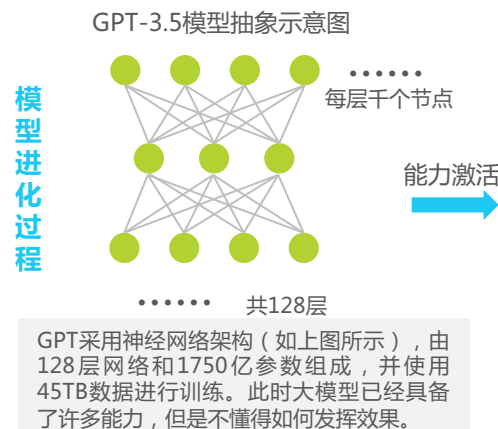 GPT-3.5模型抽象示意图
模型进化过程
••••••
每层千个节点
能力激活
•••••• 共128层
GPT采用神经网络架构（如上图所示），由
128层网络和1750亿参数组成，并使用
45TB数据进行训练。此时大模型已经具备
了许多能力，但是不懂得如何发挥效果。